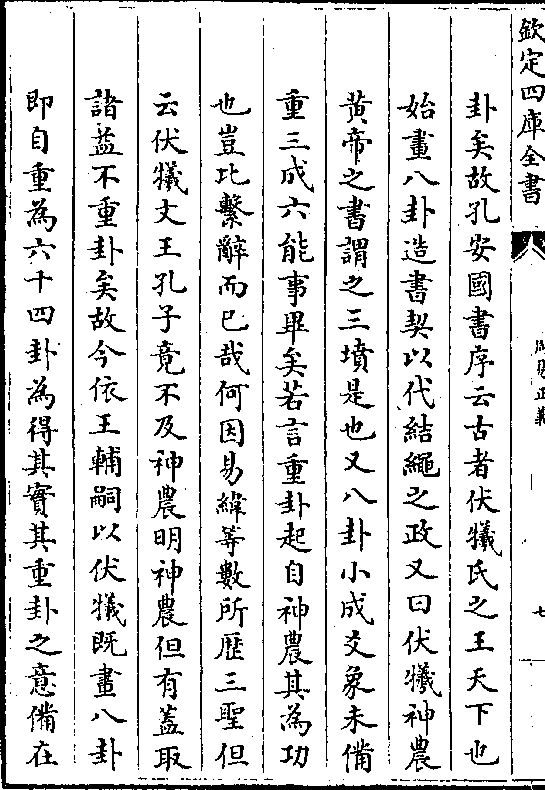 欽定四庫全書
周易正義
七
卦矣故孔安國書序云古者伏犧氏之王天下也
始畫八卦造書契以代結繩之政又曰伏犧神農
黄帝之書謂之三墳是也又八卦小成爻象未備
重三成六能事畢矣若言重卦起自神農其為功
也豈比繫辭而已哉何因易緯等數所歴三聖但
云伏犧文王孔子竟不及神農明神農但有蓋取
諸益不重卦矣故今依王輔嗣以伏犧既畫八卦
即自重為六十四卦為得其實其重卦之意備在